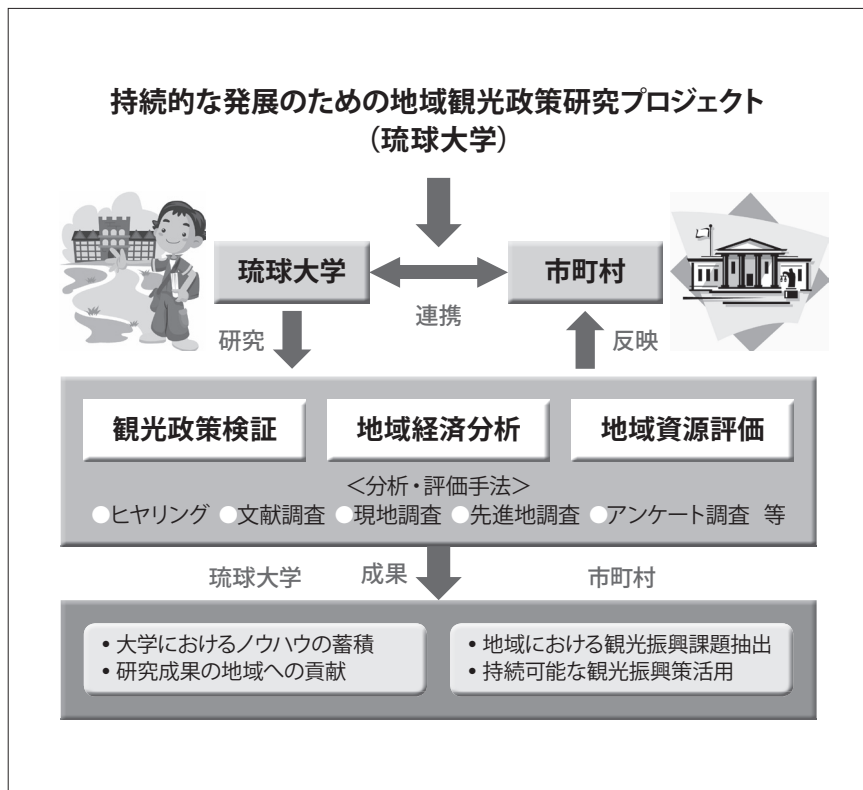 持続的な発展のための地域観光政策研究プロジェクト
（琉球大学）
琉球大学
市町村
連携
研究
反映
観光政策検証
地域経済分析
地域資源評価
＜分析・評価手法＞
●ヒヤリング ●文献調査 ●現地調査 ●先進地調査 ●アンケート調査 等
琉球大学
成果
市町村
• 大学におけるノウハウの蓄積
• 研究成果の地域への貢献
• 地域における観光振興課題抽出
• 持続可能な観光振興策活用